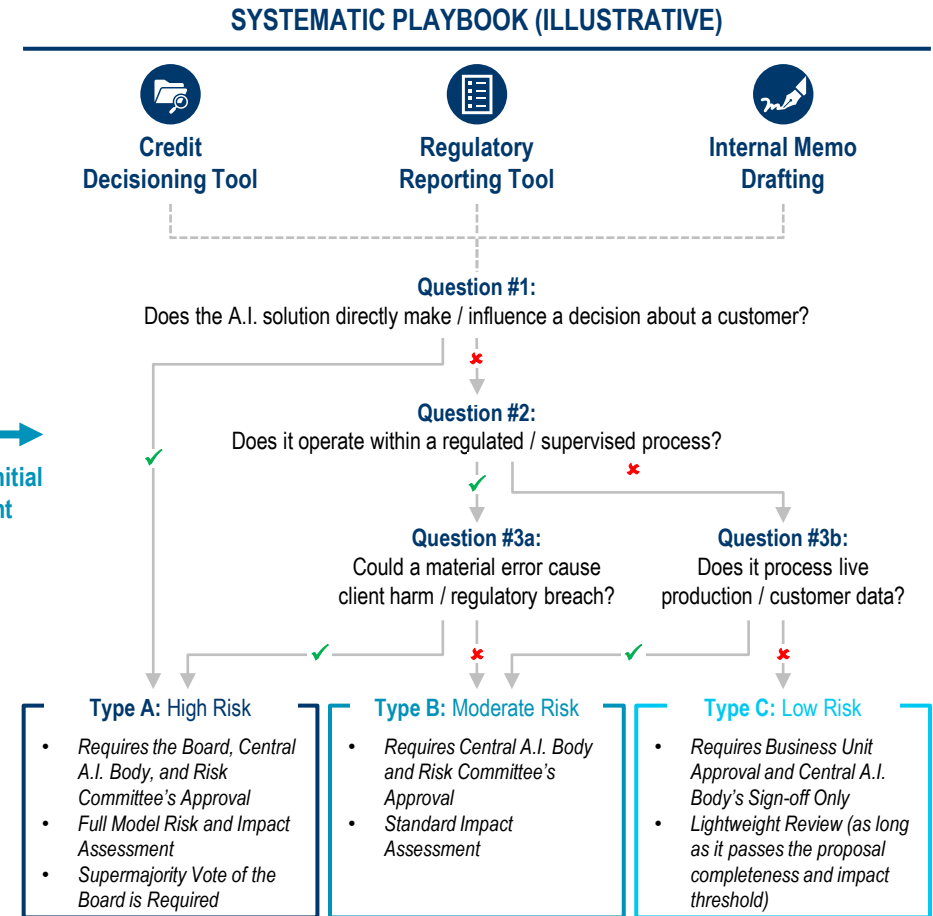 SYSTEMATIC PLAYBOOK (ILLUSTRATIVE)
Credit
Decisioning Tool
Regulatory
Reporting Tool
Internal Memo
Drafting
Question #1:
Does the A.I. solution directly make / influence a decision about a customer?
Question #2:
Does it operate within a regulated / supervised process?
Question #3a:
Could a material error cause
client harm / regulatory breach?
Question #3b:
Does it process live
production / customer data?
Type A: High Risk
• Requires the Board, Central
A.I. Body, and Risk
Committee's Approval
• Full Model Risk and Impact
Assessment
• Supermajority Vote of the
Board is Required
Type B: Moderate Risk
• Requires Central A.I. Body
and Risk Committee's
Approval
• Standard Impact
Assessment
Type C: Low Risk
• Requires Business Unit
Approval and Central A.I.
Body's Sign-off Only
• Lightweight Review (as long
as it passes the proposal
completeness and impact
threshold)